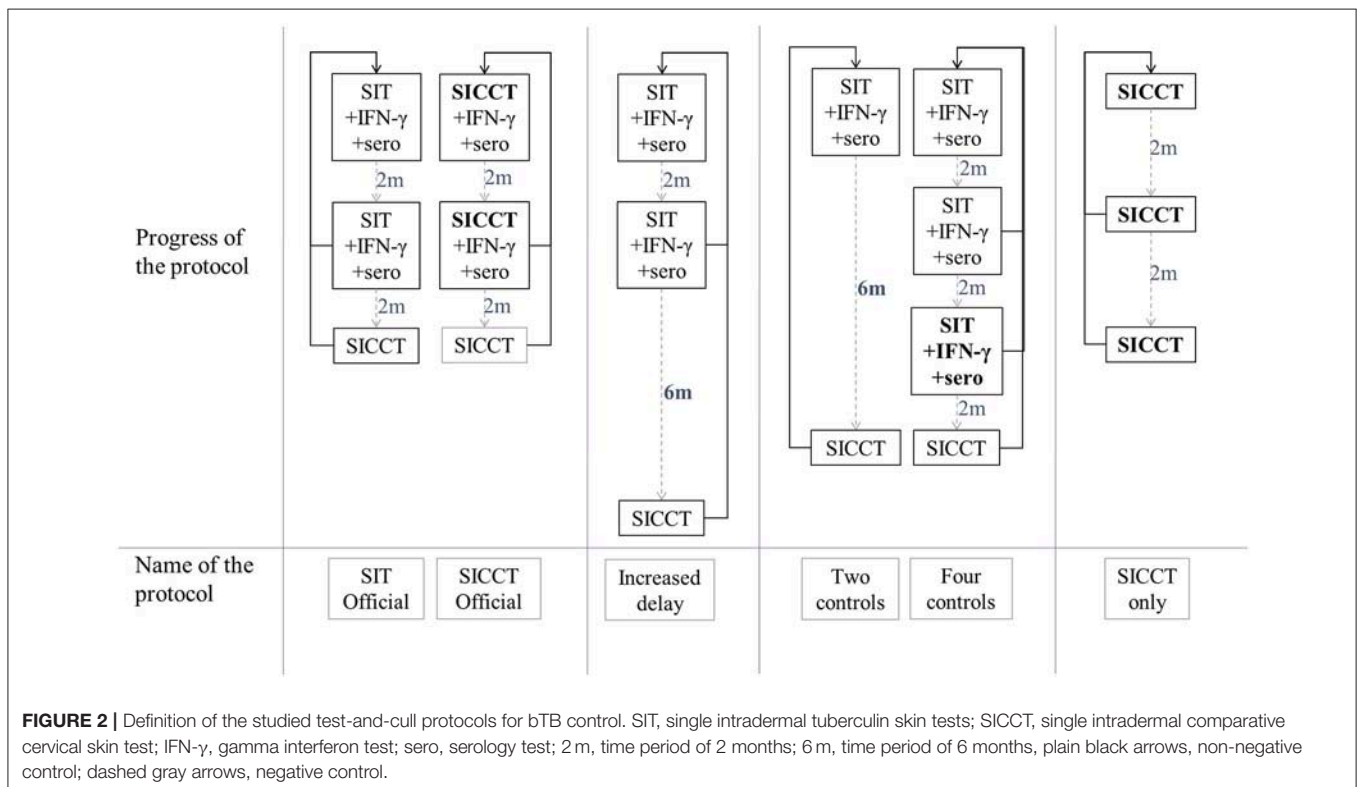 Progress of
the protocol
SIT
+IFN-γ
+sero
2m
SIT
+IFN-γ
+sero
2m
SICCT
SICCT
+IFN-γ
+sero
2m
SICCT
+IFN-γ
+sero
2m
SICCT
SIT
+IFN-γ
+sero
2m
SIT
+IFN-γ
+sero
6m
SICCT
SIT
+IFN-γ
+sero
6m
SICCT
SIT
+IFN-γ
+sero
2m
SIT
+IFN-γ
+sero
2m
SIT
+IFN-γ
+sero
2m
SICCT
SICCT
2m
SICCT
2m
SICCT
Name of the
protocol
SIT
Official
SICCT
Official
Increased
delay
Two
controls
Four
controls
SICCT
only
FIGURE 2 | Definition of the studied test-and-cull protocols for bTB control. SIT, single intradermal tuberculin skin tests; SICCT, single intradermal comparative
cervical skin test; IFN-γ, gamma interferon test; sero, serology test; 2 m, time period of 2 months; 6 m, time period of 6 months, plain black arrows, non-negative
control; dashed gray arrows, negative control.